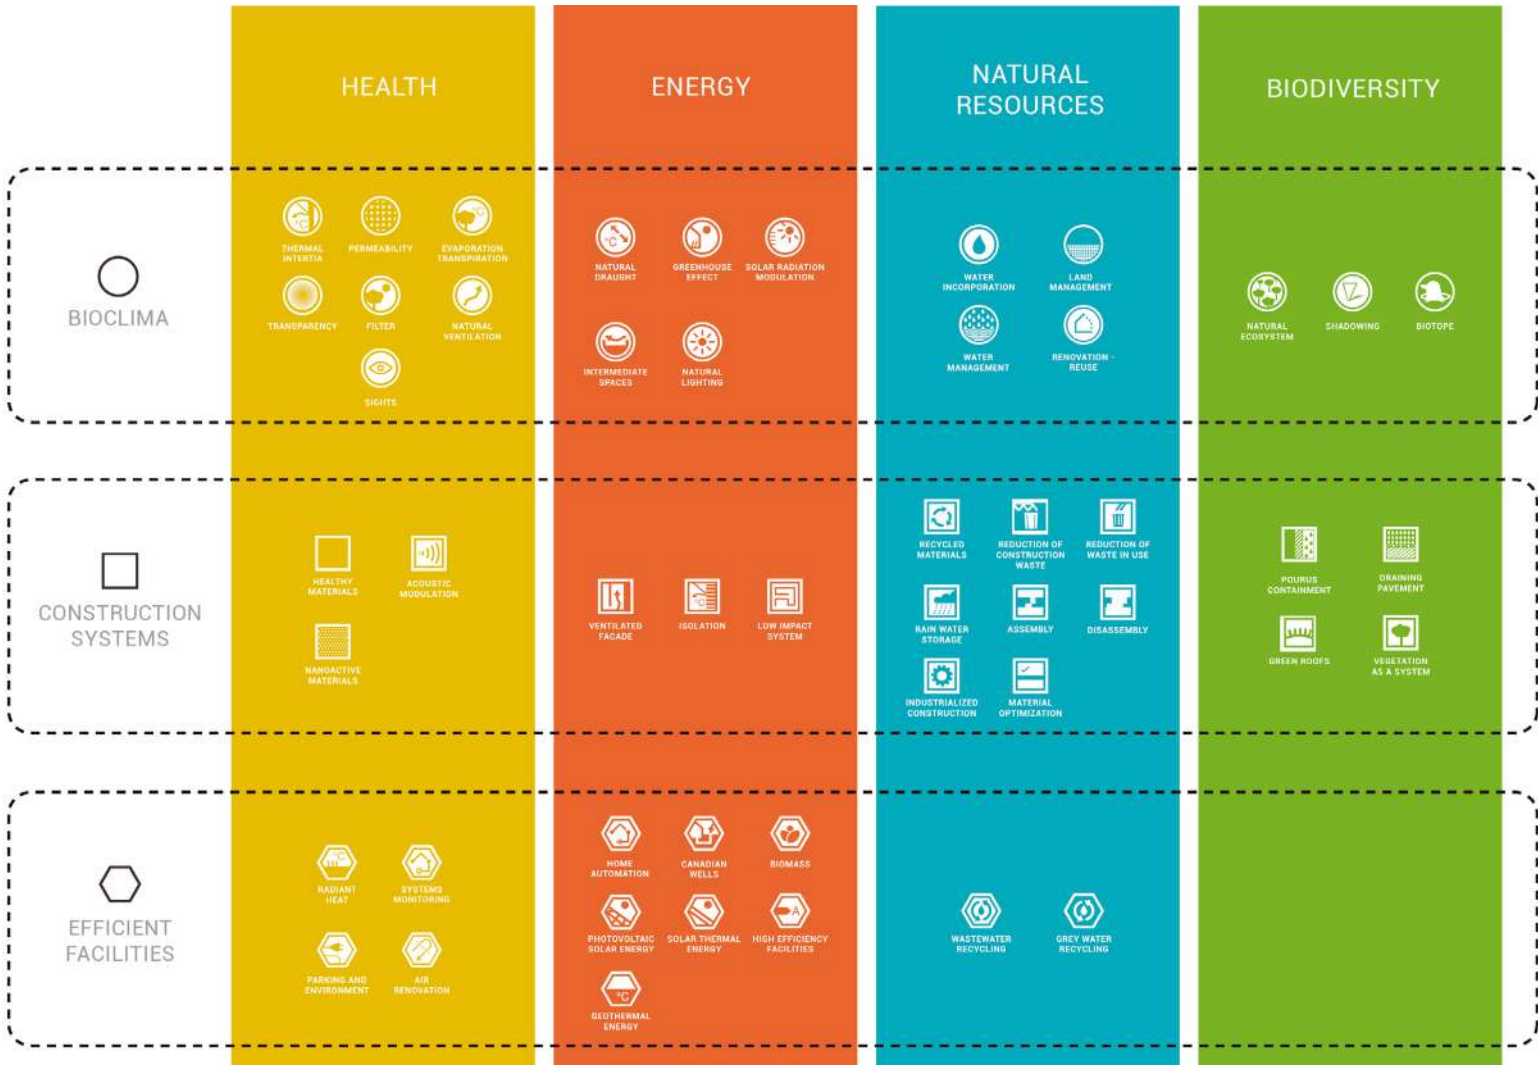 HEALTH
ENERGY
NATURAL
RESOURCES
BIODIVERSITY
BIOCLIMA
THERMAL
INTERTIA
PERMEABILITY
EVAPORATION
TRANSPIRATION
TRANSPARENCY
FILTER
NATURAL
VENTILATION
SIGHTS
NATURAL
DRAUGHT
GREENHOUSE
EFFECT
SOLAR RADIATION
MODULATION
INTERMEDIATE
SPACES
NATURAL
LIGHTING
WATER
INCORPORATION
LAND
MANAGEMENT
WATER
MANAGEMENT
RENOVATION -
REUSE
NATURAL
ECOSYSTEM
SHADOWING
BIOTOPE
CONSTRUCTION
SYSTEMS
HEALTHY
MATERIALS
ACOUSTIC
MODULATION
NANOACTIVE
MATERIALS
VENTILATED
FACADE
ISOLATION
LOW IMPACT
SYSTEM
RECYCLED
MATERIALS
REDUCTION OF
CONSTRUCTION
WASTE
REDUCTION OF
WASTE IN USE
RAIN WATER
STORAGE
ASSEMBLY
DISASSEMBLY
INDUSTRIALIZED
CONSTRUCTION
MATERIAL
OPTIMIZATION
POURUS
CONTAINMENT
DRAINING
PAVEMENT
GREEN ROOFS
VEGETATION
AS A SYSTEM
EFFICIENT
FACILITIES
°C
RADIANT
HEAT
SYSTEMS
MONITORING
PARKING AND
ENVIRONMENT
AIR
RENOVATION
HOME
AUTOMATION
CANADIAN
WELLS
BIOMASS
PHOTOVOLTAIC
SOLAR ENERGY
SOLAR THERMAL
ENERGY
A
HIGH EFFICIENCY
FACILITIES
°C
GEOTHERMAL
ENERGY
WASTEWATER
RECYCLING
GREY WATER
RECYCLING